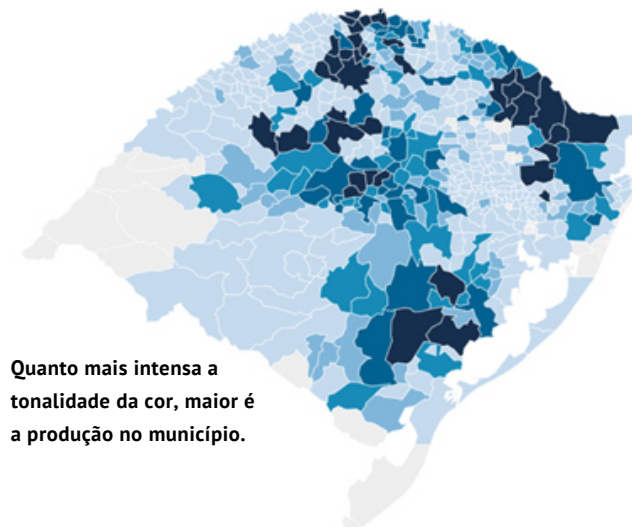 Quanto mais intensa a
tonalidade da cor, maior é
a produção no município.